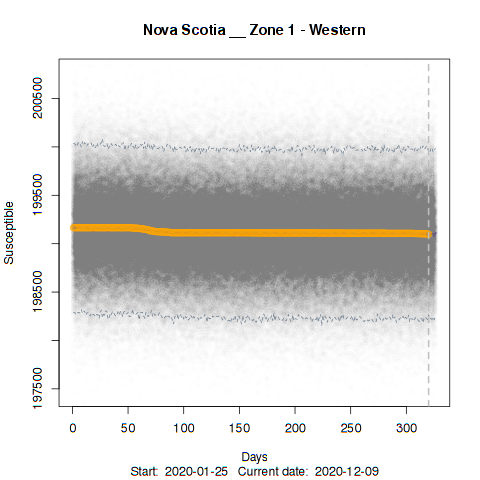 Nova Scotia __ Zone 1 - Western
Susceptible
200500
199500
198500
197500
0 50 100 150 200 250 300
Days
Start: 2020-01-25 Current date: 2020-12-09